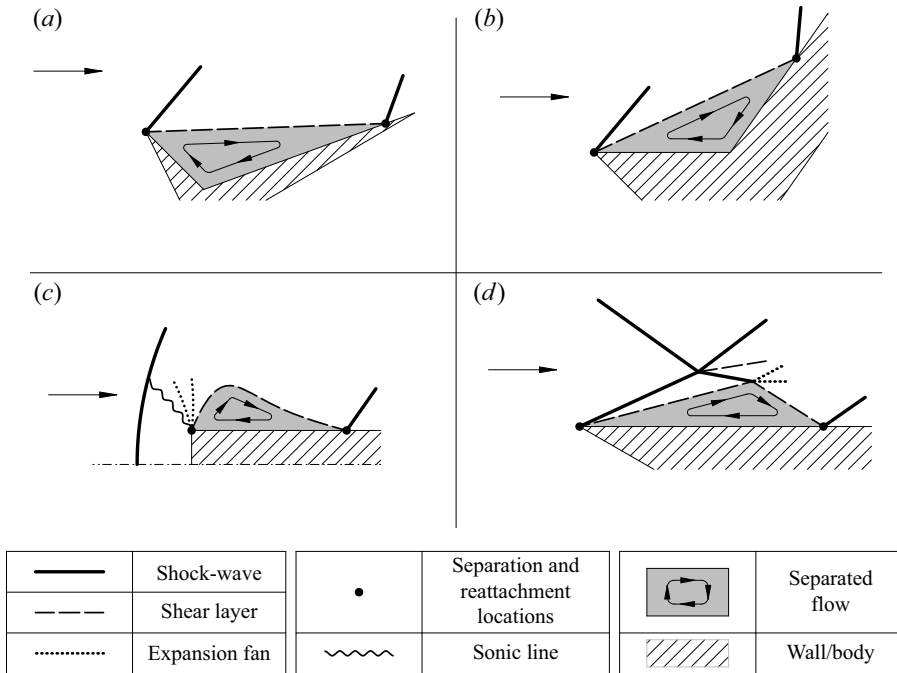 (a)
(b)
(c)
(d)
Shock-wave
Shear layer
Expansion fan
Separation and
reattachment
locations
Sonic line
Separated
flow
Wall/body